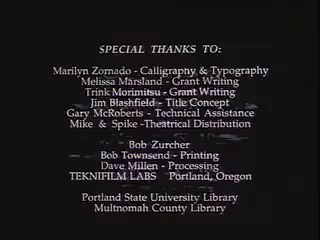 SPECIAL THANKS TO:
Marilyn Zornado - Calligraphy & Typography
Melissa Marsland - Grant Writing
Trink Morimitsu - Grant Writing
Jim Blashfield - Title Concept
Gary McRoberts - Technical Assistance
Mike & Spike -Theatrical Distribution
Bob Zurcher
Bob Townsend - Printing
Dave Millen - Processing
TEKNIFILM LABS Portland, Oregon
Portland State University Library
Multnomah County Library